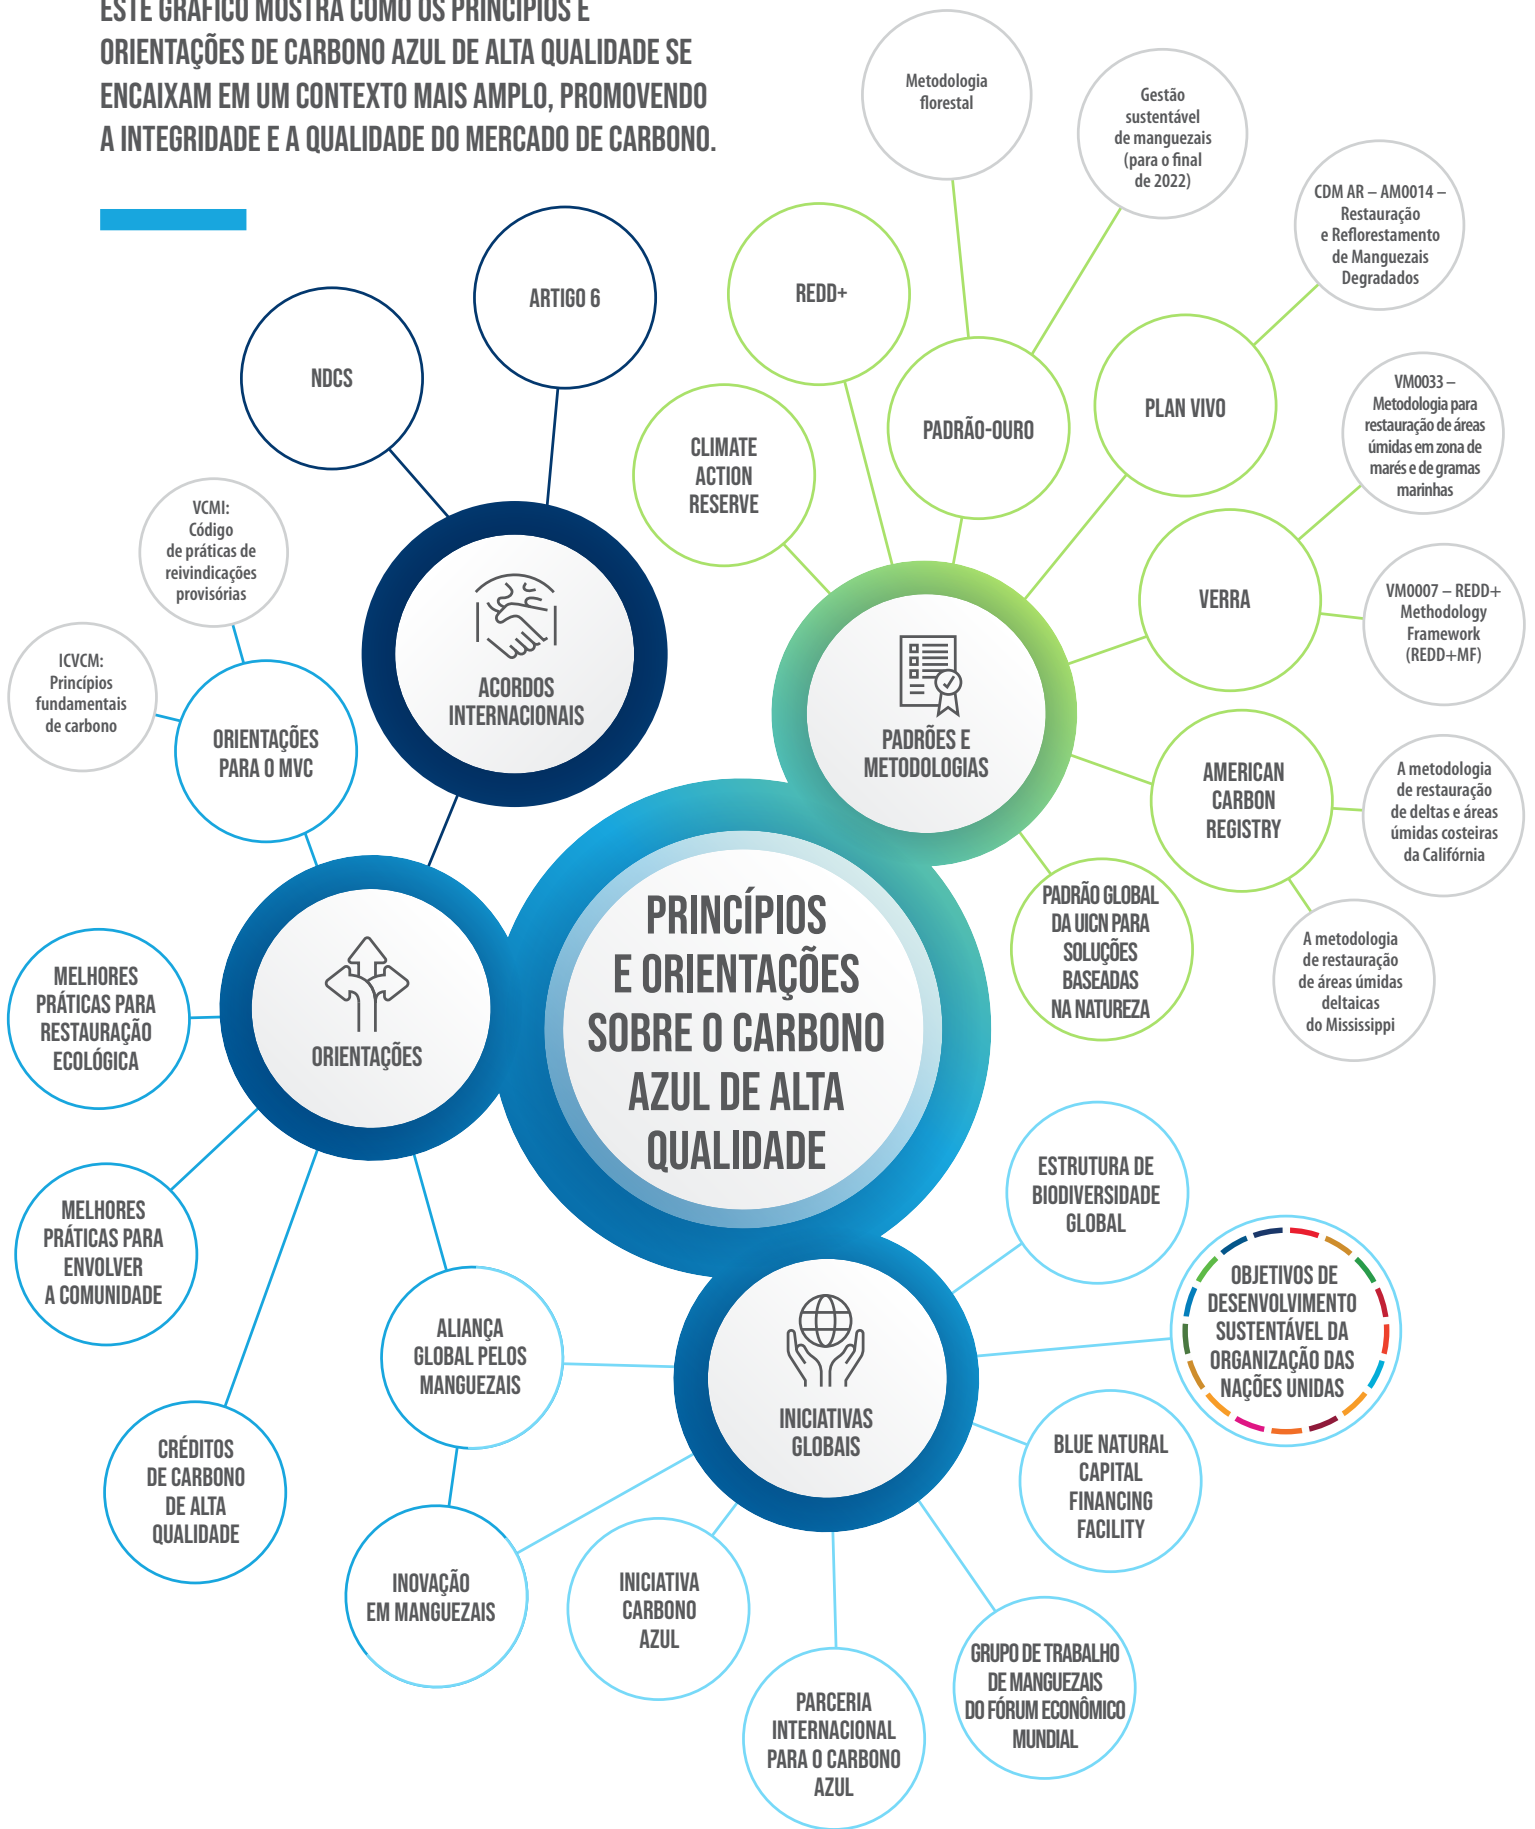 ESTE GRÁFICO MOSTRA COMO OS PRINCÍPIOS E
ORIENTAÇÕES DE CARBONO AZUL DE ALTA QUALIDADE SE
ENCAIXAM EM UM CONTEXTO MAIS AMPLO, PROMOVENDO
A INTEGRIDADE E A QUALIDADE DO MERCADO DE CARBONO.
Metodologia
florestal
Gestão
sustentável
de manguezais
(para o final
de 2022)
CDM AR – AM0014 –
Restauração
e Reflorestamento
de Manguezais
Degradados
ARTIGO 6
REDD+
NDCS
PLAN VIVO
PADRÃO-OURO
CLIMATE
ACTION
RESERVE
VM0033 –
Metodologia para
restauração de áreas
úmidas em zona de
marés e de gramas
marinhas
VCMI:
Código
de práticas de
reivindicações
provisórias
VERRA
VM0007 – REDD+
Methodology
Framework
(REDD+MF)
ICVCM:
Princípios
fundamentais
de carbono
ACORDOS
INTERNACIONAIS
ORIENTAÇÕES
PARA O MVC
PADRÕES E
METODOLOGIAS
AMERICAN
CARBON
REGISTRY
A metodologia
de restauração
de deltas e áreas
úmidas costeiras
da Califórnia
PADRÃO GLOBAL
DA UICN PARA
SOLUÇÕES
BASEADAS
NA NATUREZA
A metodologia
de restauração
de áreas úmidas
deltaicas
do Mississippi
PRINCÍPIOS
E ORIENTAÇÕES
SOBRE O CARBONO
AZUL DE ALTA
QUALIDADE
MELHORES
PRÁTICAS PARA
RESTAURAÇÃO
ECOLÓGICA
ORIENTAÇÕES
MELHORES
PRÁTICAS PARA
ENVOLVER
A COMUNIDADE
ESTRUTURA DE
BIODIVERSIDADE
GLOBAL
OBJETIVOS DE
DESENVOLVIMENTO
SUSTENTÁVEL DA
ORGANIZAÇÃO DAS
NAÇÕES UNIDAS
ALIANÇA
GLOBAL PELOS
MANGUEZAIS
INICIATIVAS
GLOBAIS
CRÉDITOS
DE CARBONO
DE ALTA
QUALIDADE
BLUE NATURAL
CAPITAL
FINANCING
FACILITY
INOVAÇÃO
EM MANGUEZAIS
INICIATIVA
CARBONO
AZUL
GRUPO DE TRABALHO
DE MANGUEZAIS
DO FÓRUM ECONÔMICO
MUNDIAL
PARCERIA
INTERNACIONAL
PARA O CARBONO
AZUL